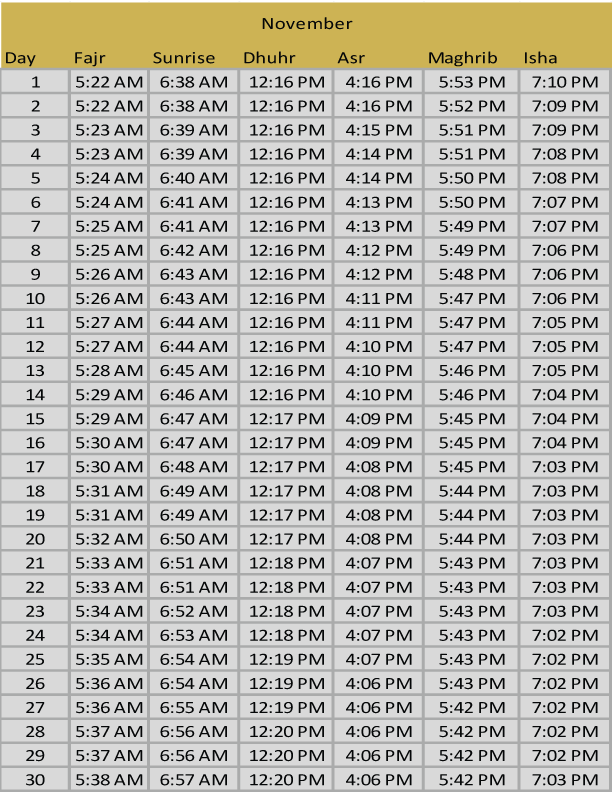 November
Day Fajr Sunrise Dhuhr Asr Maghrib Isha
1 5:22 AM 6:38 AM 12:16 PM 4:16 PM 5:53 PM 7:10 PM
2 5:22 AM 6:38 AM 12:16 PM 4:16 PM 5:52 PM 7:09 PM
3 5:23 AM 6:39 AM 12:16 PM 4:15 PM 5:51 PM 7:09 PM
4 5:23 AM 6:39 AM 12:16 PM 4:14 PM 5:51 PM 7:08 PM
5 5:24 AM 6:40 AM 12:16 PM 4:14 PM 5:50 PM 7:08 PM
6 5:24 AM 6:41 AM 12:16 PM 4:13 PM 5:50 PM 7:07 PM
7 5:25 AM 6:41 AM 12:16 PM 4:13 PM 5:49 PM 7:07 PM
8 5:25 AM 6:42 AM 12:16 PM 4:12 PM 5:49 PM 7:06 PM
9 5:26 AM 6:43 AM 12:16 PM 4:12 PM 5:48 PM 7:06 PM
10 5:26 AM 6:43 AM 12:16 PM 4:11 PM 5:47 PM 7:06 PM
11 5:27 AM 6:44 AM 12:16 PM 4:11 PM 5:47 PM 7:05 PM
12 5:27 AM 6:44 AM 12:16 PM 4:10 PM 5:47 PM 7:05 PM
13 5:28 AM 6:45 AM 12:16 PM 4:10 PM 5:46 PM 7:05 PM
14 5:29 AM 6:46 AM 12:16 PM 4:10 PM 5:46 PM 7:04 PM
15 5:29 AM 6:47 AM 12:17 PM 4:09 PM 5:45 PM 7:04 PM
16 5:30 AM 6:47 AM 12:17 PM 4:09 PM 5:45 PM 7:04 PM
17 5:30 AM 6:48 AM 12:17 PM 4:08 PM 5:45 PM 7:03 PM
18 5:31 AM 6:49 AM 12:17 PM 4:08 PM 5:44 PM 7:03 PM
19 5:31 AM 6:49 AM 12:17 PM 4:08 PM 5:44 PM 7:03 PM
20 5:32 AM 6:50 AM 12:17 PM 4:08 PM 5:44 PM 7:03 PM
21 5:33 AM 6:51 AM 12:18 PM 4:07 PM 5:43 PM 7:03 PM
22 5:33 AM 6:51 AM 12:18 PM 4:07 PM 5:43 PM 7:03 PM
23 5:34 AM 6:52 AM 12:18 PM 4:07 PM 5:43 PM 7:03 PM
24 5:34 AM 6:53 AM 12:18 PM 4:07 PM 5:43 PM 7:02 PM
25 5:35 AM 6:54 AM 12:19 PM 4:07 PM 5:43 PM 7:02 PM
26 5:36 AM 6:54 AM 12:19 PM 4:06 PM 5:43 PM 7:02 PM
27 5:36 AM 6:55 AM 12:19 PM 4:06 PM 5:42 PM 7:02 PM
28 5:37 AM 6:56 AM 12:20 PM 4:06 PM 5:42 PM 7:02 PM
29 5:37 AM 6:56 AM 12:20 PM 4:06 PM 5:42 PM 7:02 PM
30 5:38 AM 6:57 AM 12:20 PM 4:06 PM 5:42 PM 7:03 PM